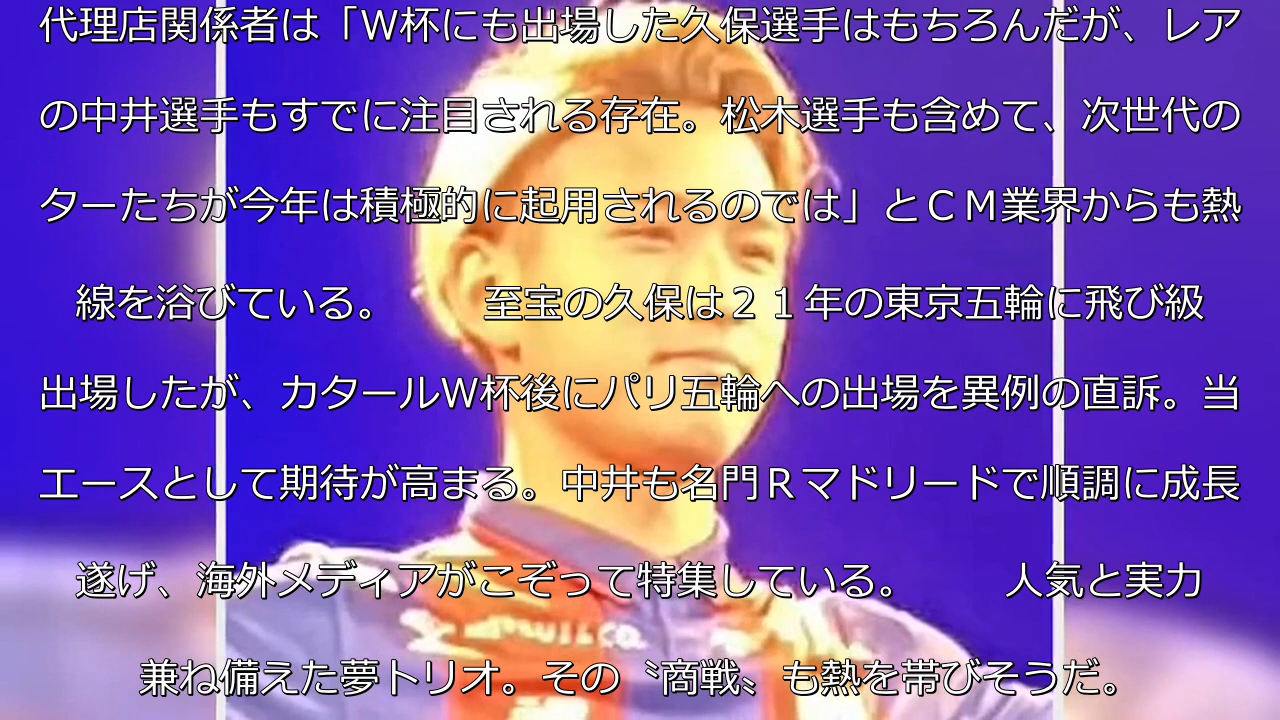 代理店関係者は「Ｗ杯にも出場した久保選手はもちろんだが、レア
の中井選手もすでに注目される存在。松木選手も含めて、次世代の
ターたちが今年は積極的に起用されるのでは」とＣＭ業界からも熱
線を浴びている。　　至宝の久保は２１年の東京五輪に飛び級
出場したが、カタールＷ杯後にパリ五輪への出場を異例の直訴。当
エースとして期待が高まる。中井も名門Ｒマドリードで順調に成長
遂げ、海外メディアがこぞって特集している。　　人気と実力
兼ね備えた夢トリオ。その〝商戦〟も熱を帯びそうだ。